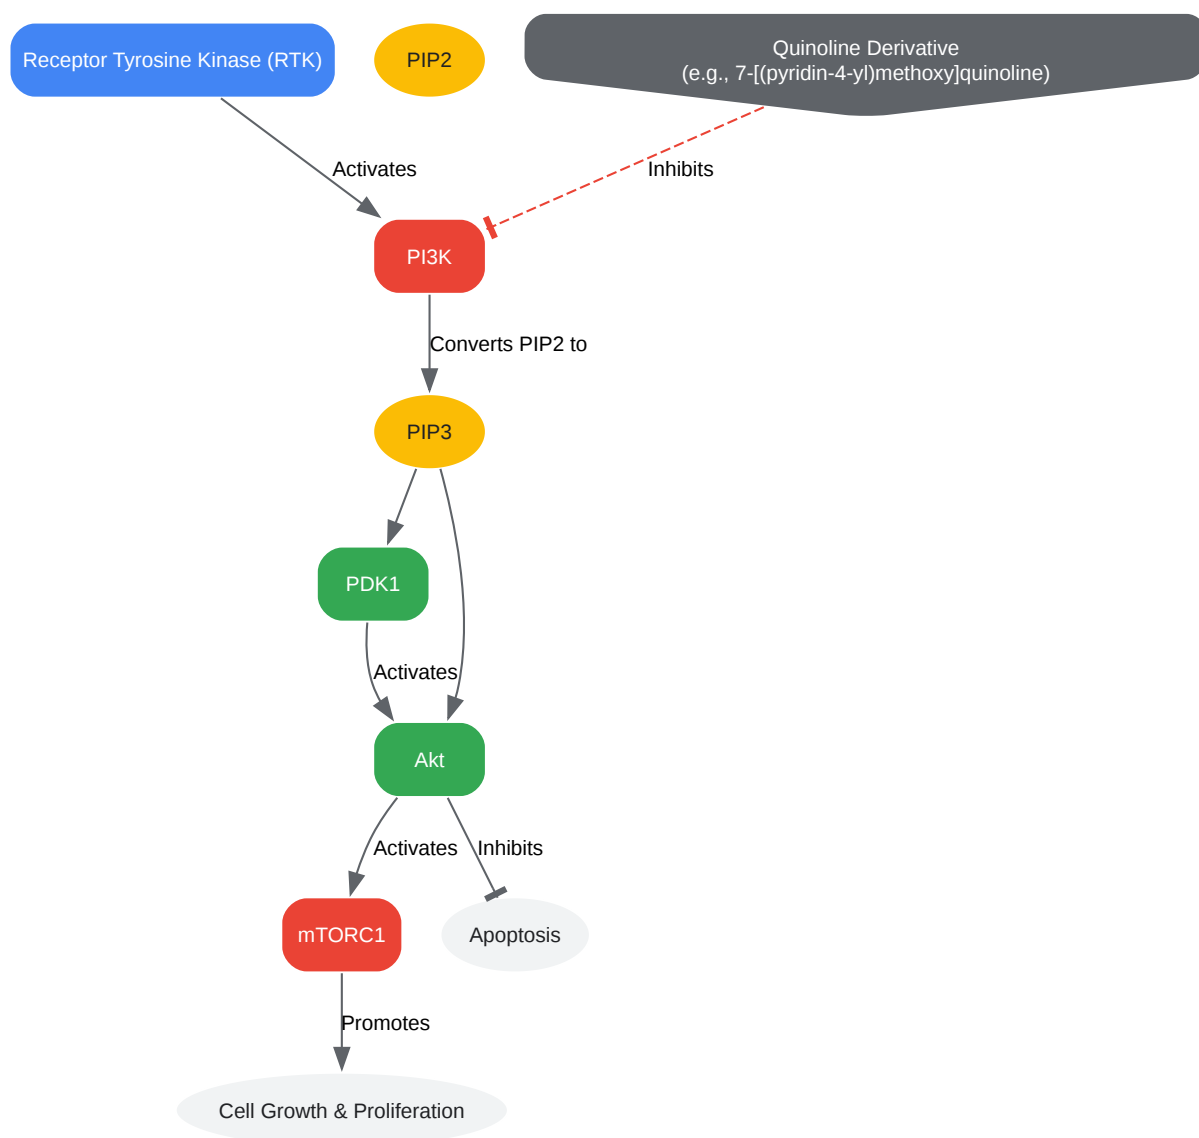 Receptor Tyrosine Kinase (RTK)
PIP2
Quinoline Derivative
(e.g., 7-[(pyridin-4-yl)methoxy]quinoline)
Activates
Inhibits
PI3K
Converts PIP2 to
PIP3
PDK1
Activates
Akt
Activates
Inhibits
mTORC1
Apoptosis
Promotes
Cell Growth & Proliferation